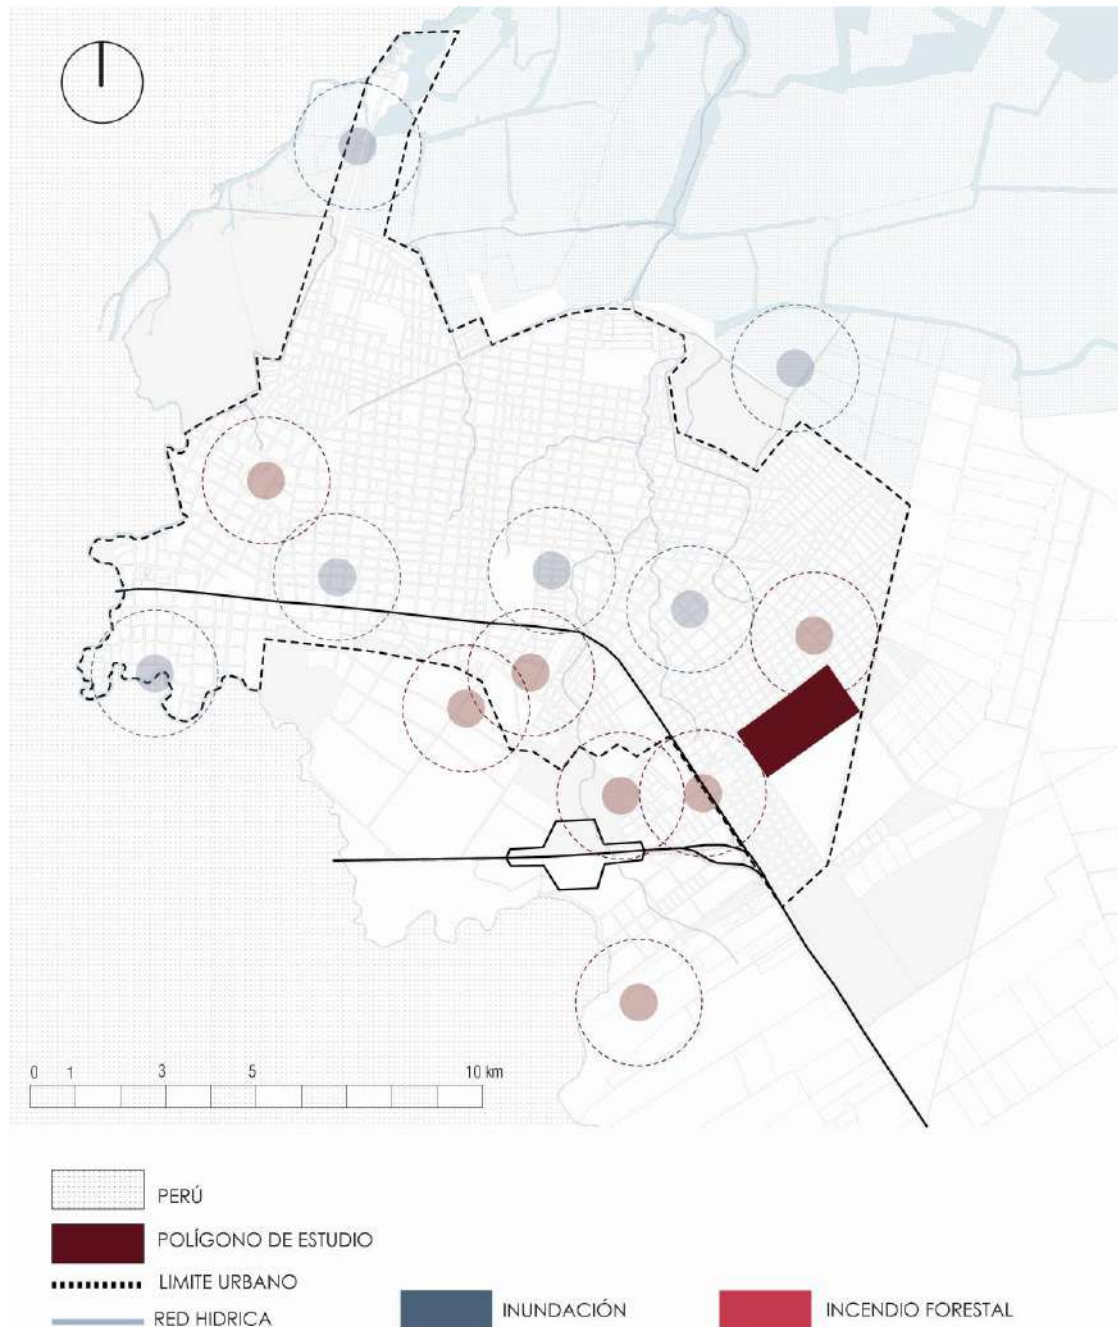 0 1 3 5 10 km
PERÚ
POLÍGONO DE ESTUDIO
LIMITE URBANO
RED HIDRICA
INUNDACIÓN
INCENDIO FORESTAL